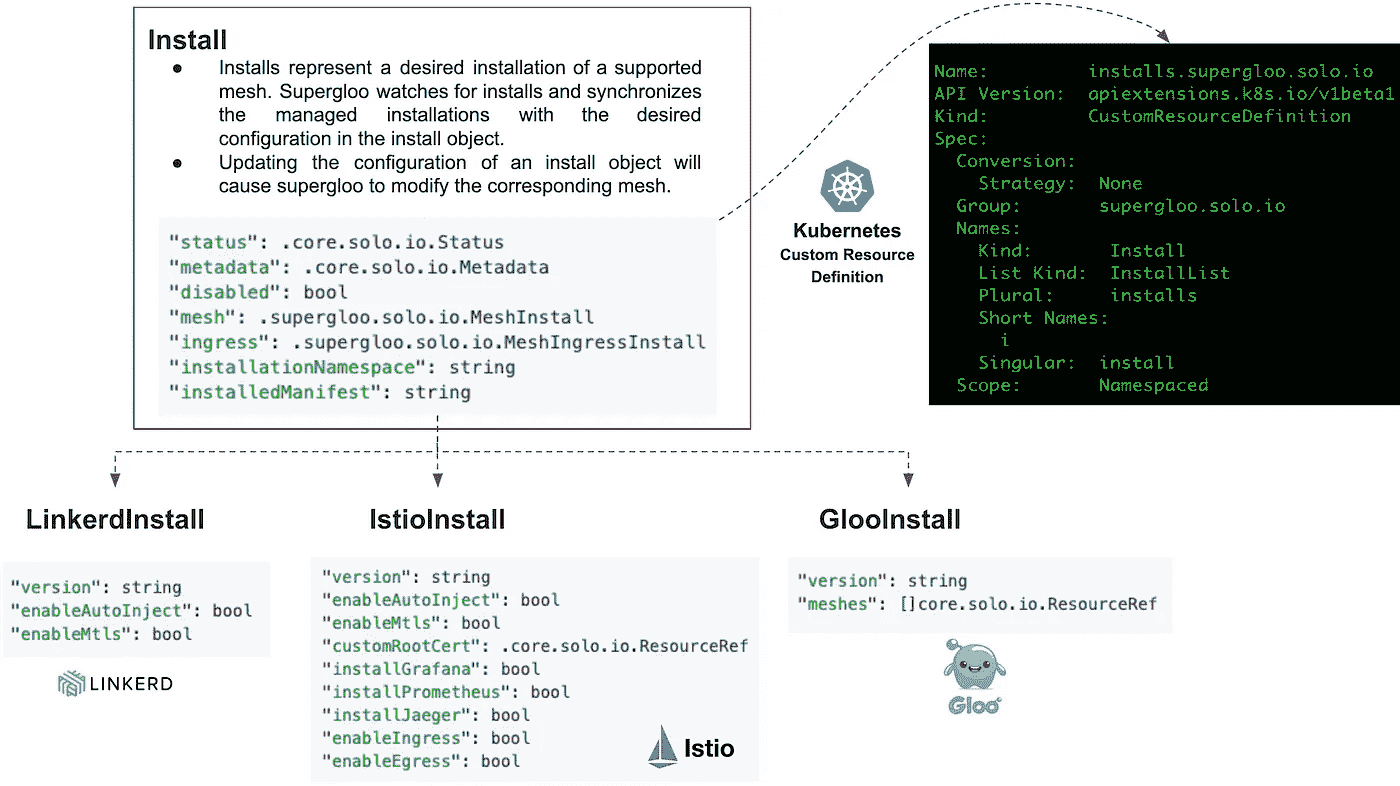 Install
● Installs represent a desired installation of a supported
mesh. Supergloo watches for installs and synchronizes
the managed installations with the desired
configuration in the install object.
● Updating the configuration of an install object will
cause supergloo to modify the corresponding mesh.
"status": .core.solo.io.Status
"metadata": .core.solo.io.Metadata
"disabled": bool
"mesh": .supergloo.solo.io.MeshInstall
"ingress": .supergloo.solo.io.MeshIngressInstall
"installationNamespace": string
"installedManifest": string
Kubernetes
Custom Resource
Definition
Name: installs.supergloo.solo.io
API Version: apiextensions.k8s.io/v1beta1
Kind: CustomResourceDefinition
Spec:
Conversion:
Strategy: None
Group: supergloo.solo.io
Names:
Kind: Install
List Kind: InstallList
Plural: installs
Short Names:
i
Singular: install
Scope: Namespaced
LinkerdInstall
"version": string
"enableAutoInject": bool
"enableMtls": bool
LINKERD
IstioInstall
"version": string
"enableAutoInject": bool
"enableMtls": bool
"customRootCert": .core.solo.io.ResourceRef
"installGrafana": bool
"installPrometheus": bool
"installJaeger": bool
"enableIngress": bool
"enableEgress": bool
Istio
GlooInstall
"version": string
"meshes": []core.solo.io.ResourceRef
Gloo